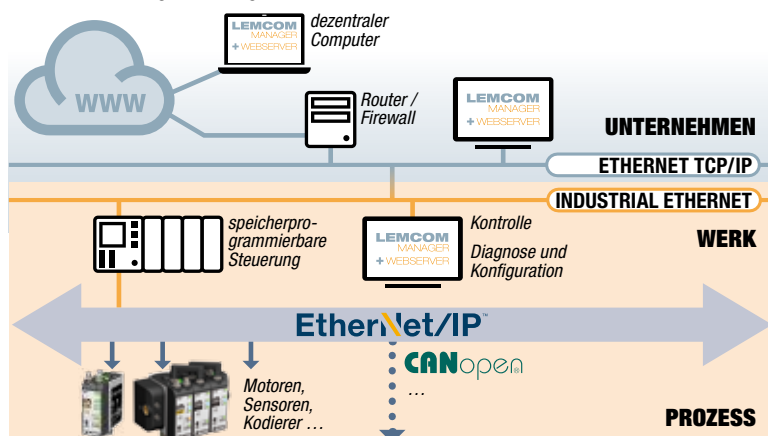 LEMCOM
MANAGER
+ WEBSERVER
dezentraler
Computer
WWW
Router /
Firewall
LEMCOM
MANAGER
+ WEBSERVER
UNTERNEHMEN
ETHERNET TCP/IP
INDUSTRIAL ETHERNET
speicherpro-
grammierbare
Steuerung
LEMCOM
MANAGER
+ WEBSERVER
Kontrolle
Diagnose und
Konfiguration
WERK
EtherNet/IP™
CANopen®
...
Motoren,
Sensoren,
Kodierer ...
PROZESS